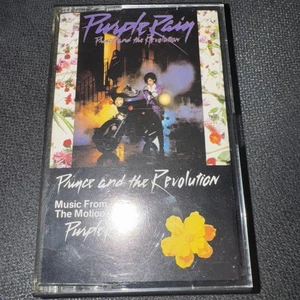 Purple Rain
Prince and the Revolution
Prince and the Revolution
Music From
The Motion
Purple